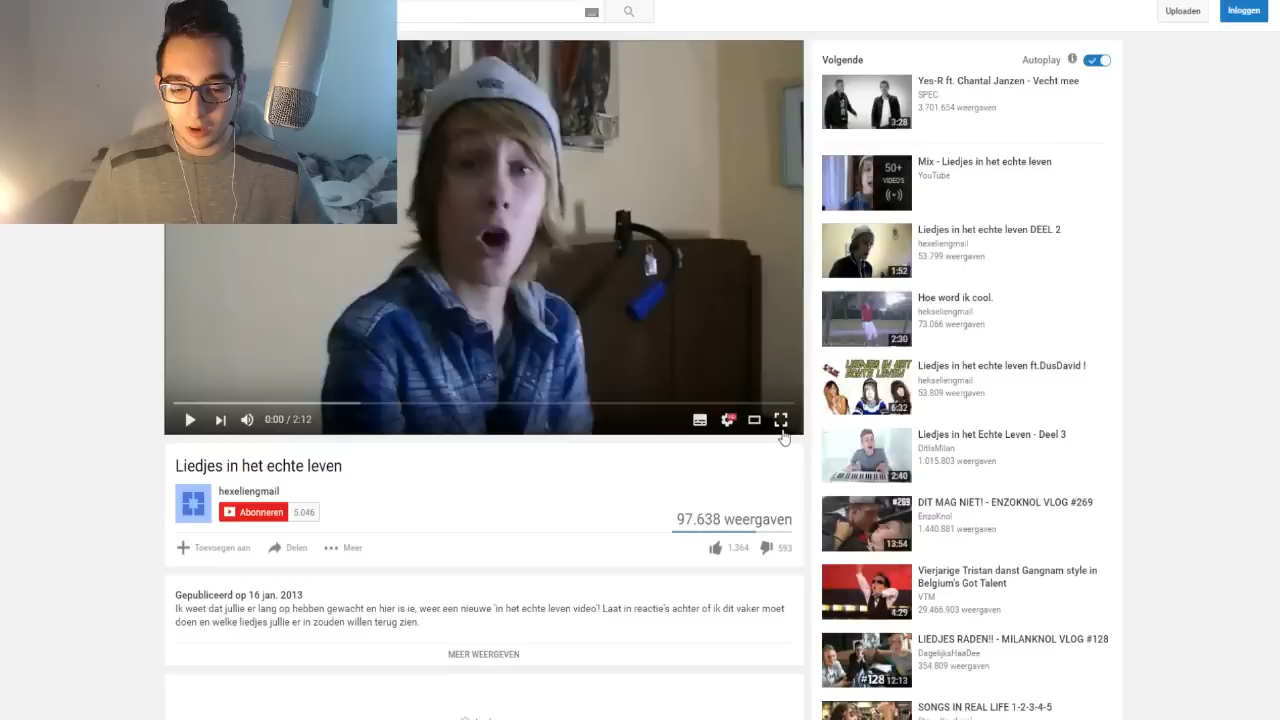 Uploaden
Inloggen
0:00 / 2:12
Liedjes in het echte leven
hexeliengmail
Abonneren 5.046
97.638 weergaven
Toevoegen aan Delen Meer
1.364 593
Gepubliceerd op 16 jan. 2013
Ik weet dat jullie er lang op hebben gewacht en hier is ie, weer een nieuwe 'in het echte leven video'! Laat in reactie's achter of ik dit vaker moet
doen en welke liedjes jullie er in zouden willen terug zien.
MEER WEERGEVEN
Volgende
Autoplay
Yes-R ft. Chantal Janzen - Vecht mee
SPEC.
3.701.654 weergaven
3:28
Mix - Liedjes in het echte leven
YouTube
50+
VIDEO'S
Liedjes in het echte leven DEEL 2
hexeliengmail
53.799 weergaven
1:52
Hoe word ik cool.
hekseliengmail
73.066 weergaven
2:30
Liedjes in het echte leven ft.DusDavid !
hekseliengmail
53.809 weergaven
LIEDJES IN HET
ECHTE LEVEN
6:32
Liedjes in het Echte Leven - Deel 3
DitIsMilan
1.015.803 weergaven
2:40
DIT MAG NIET! - ENZOKNOL VLOG #269
EnzoKnol
1.440.881 weergaven
#269
13:54
Vierjarige Tristan danst Gangnam style in
Belgium's Got Talent
VTM
29.466.903 weergaven
4:29
LIEDJES RADEN!! - MILANKNOL VLOG #128
DagelijksHaaDee
354.809 weergaven
#128 12:13
SONGS IN REAL LIFE 1-2-3-4-5